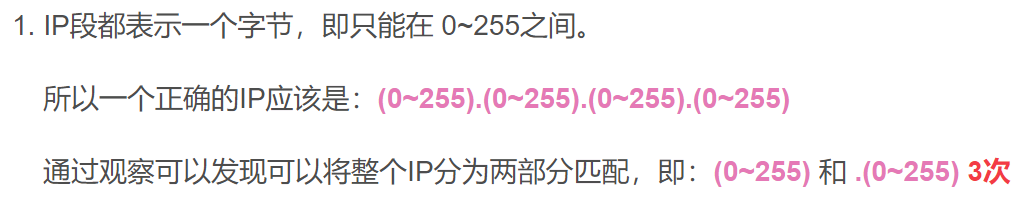 1. IP段都表示一个字节，即只能在 0~255之间。
所以一个正确的IP应该是：(0~255).(0~255).(0~255).(0~255)
通过观察可以发现可以将整个IP分为两部分匹配，即：(0~255) 和 .(0~255) 3次